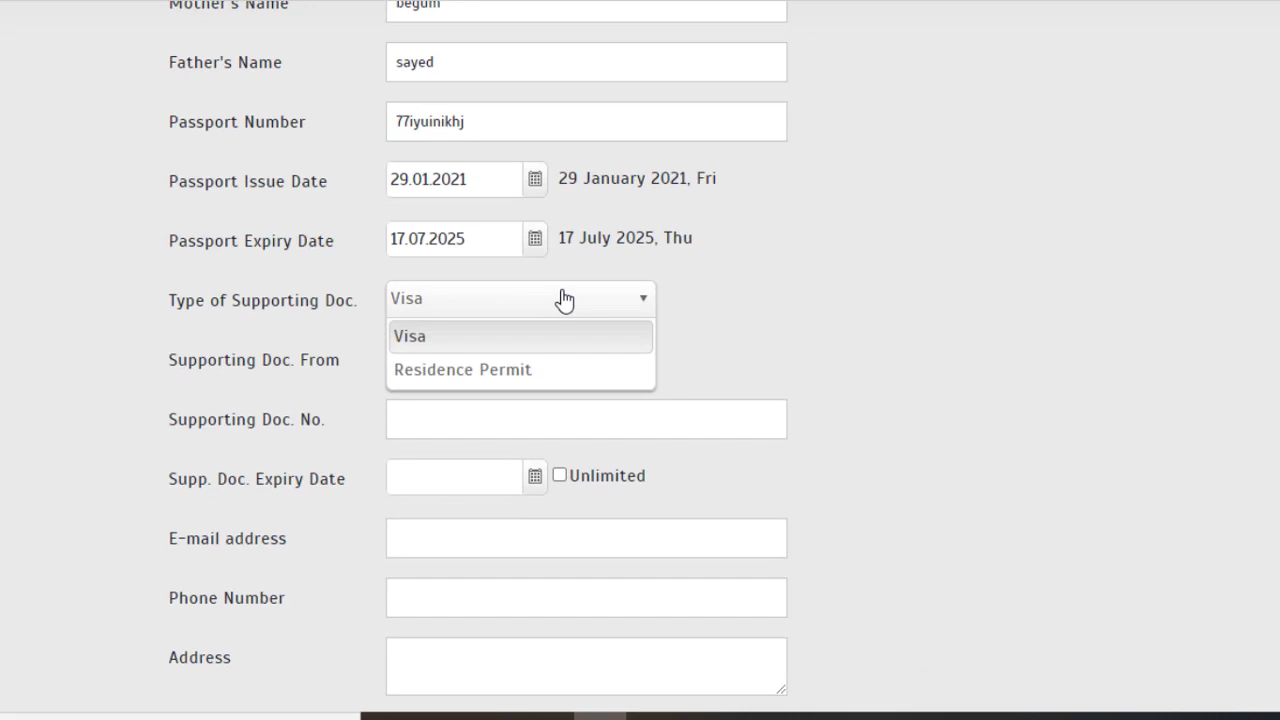 Mother's Name begum
Father's Name sayed
Passport Number 77iyuinikhj
Passport Issue Date 29.01.2021 29 January 2021, Fri
Passport Expiry Date 17.07.2025 17 July 2025, Thu
Type of Supporting Doc. Visa
Visa
Supporting Doc. From
Residence Permit
Supporting Doc. No.
Supp. Doc. Expiry Date Unlimited
E-mail address
Phone Number
Address